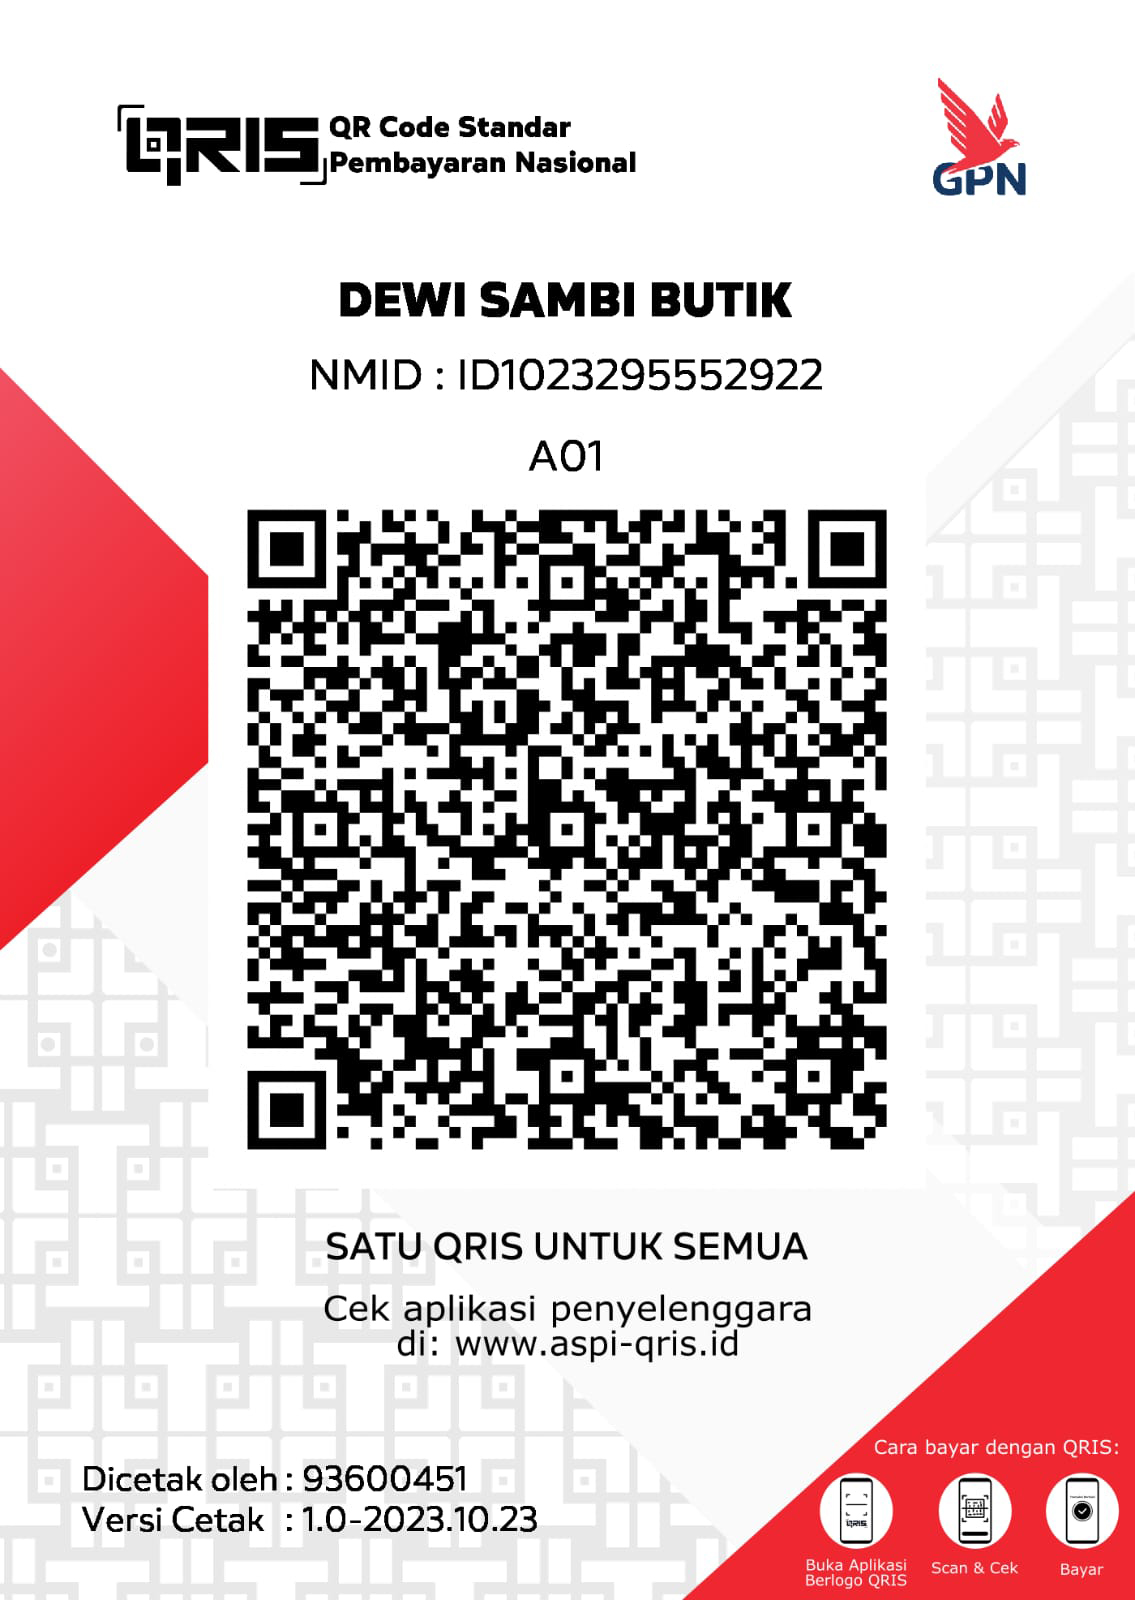 QRIS
QR Code Standar
Pembayaran Nasional
GPN
DEWI SAMBI BUTIK
NMID : ID1023295552922
A01
SATU QRIS UNTUK SEMUA
Cek aplikasi penyelenggara
di: www.aspi-qris.id
Dicetak oleh : 93600451
Versi Cetak : 1.0-2023.10.23
Cara bayar dengan QRIS:
QRIS
Buka Aplikasi
Berlogo QRIS
Scan & Cek
Bayar